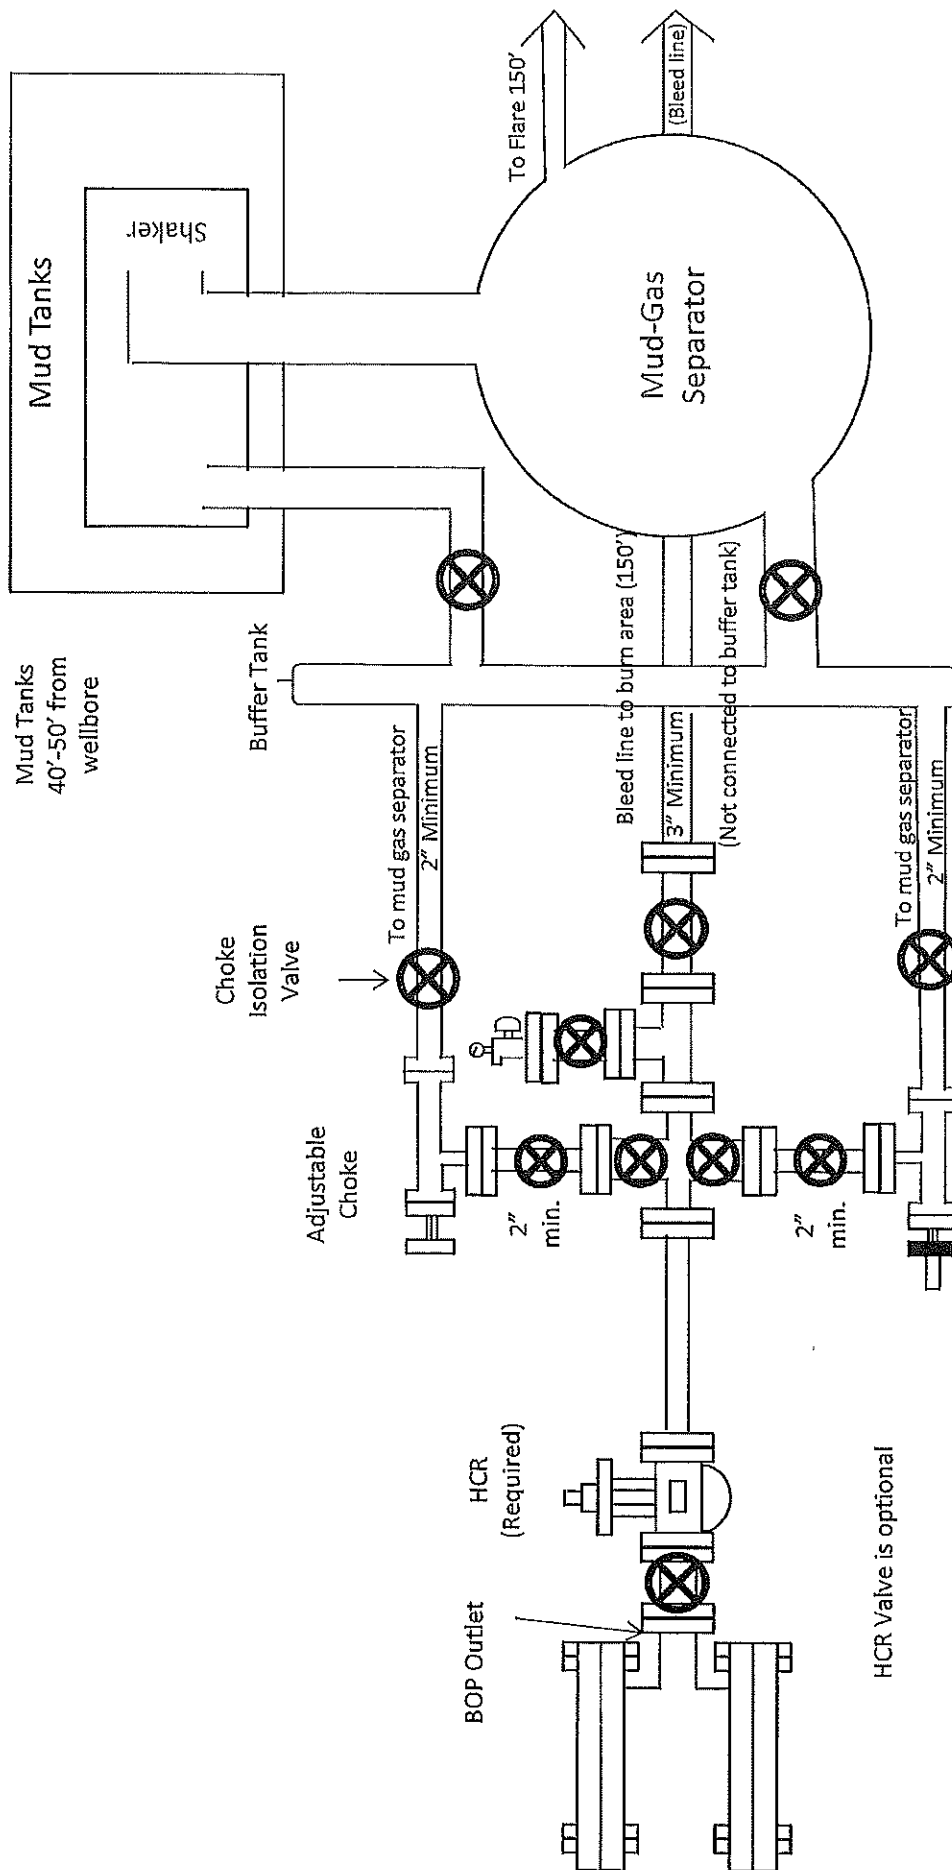 Mud Tanks
40'-50' from
wellbore
Mud Tanks
Shaker
Buffer Tank
Choke
Isolation
Valve
Adjustable
Choke
To mud gas separator
2" Minimum
To Flare 150'
(Bleed line)
Mud-Gas
Separator
Bleed line to burn area (150')
3" Minimum
(Not connected to buffer tank)
2"
min.
2"
min.
HCR
(Required)
BOP Outlet
To mud gas separator
2" Minimum
HCR Valve is optional